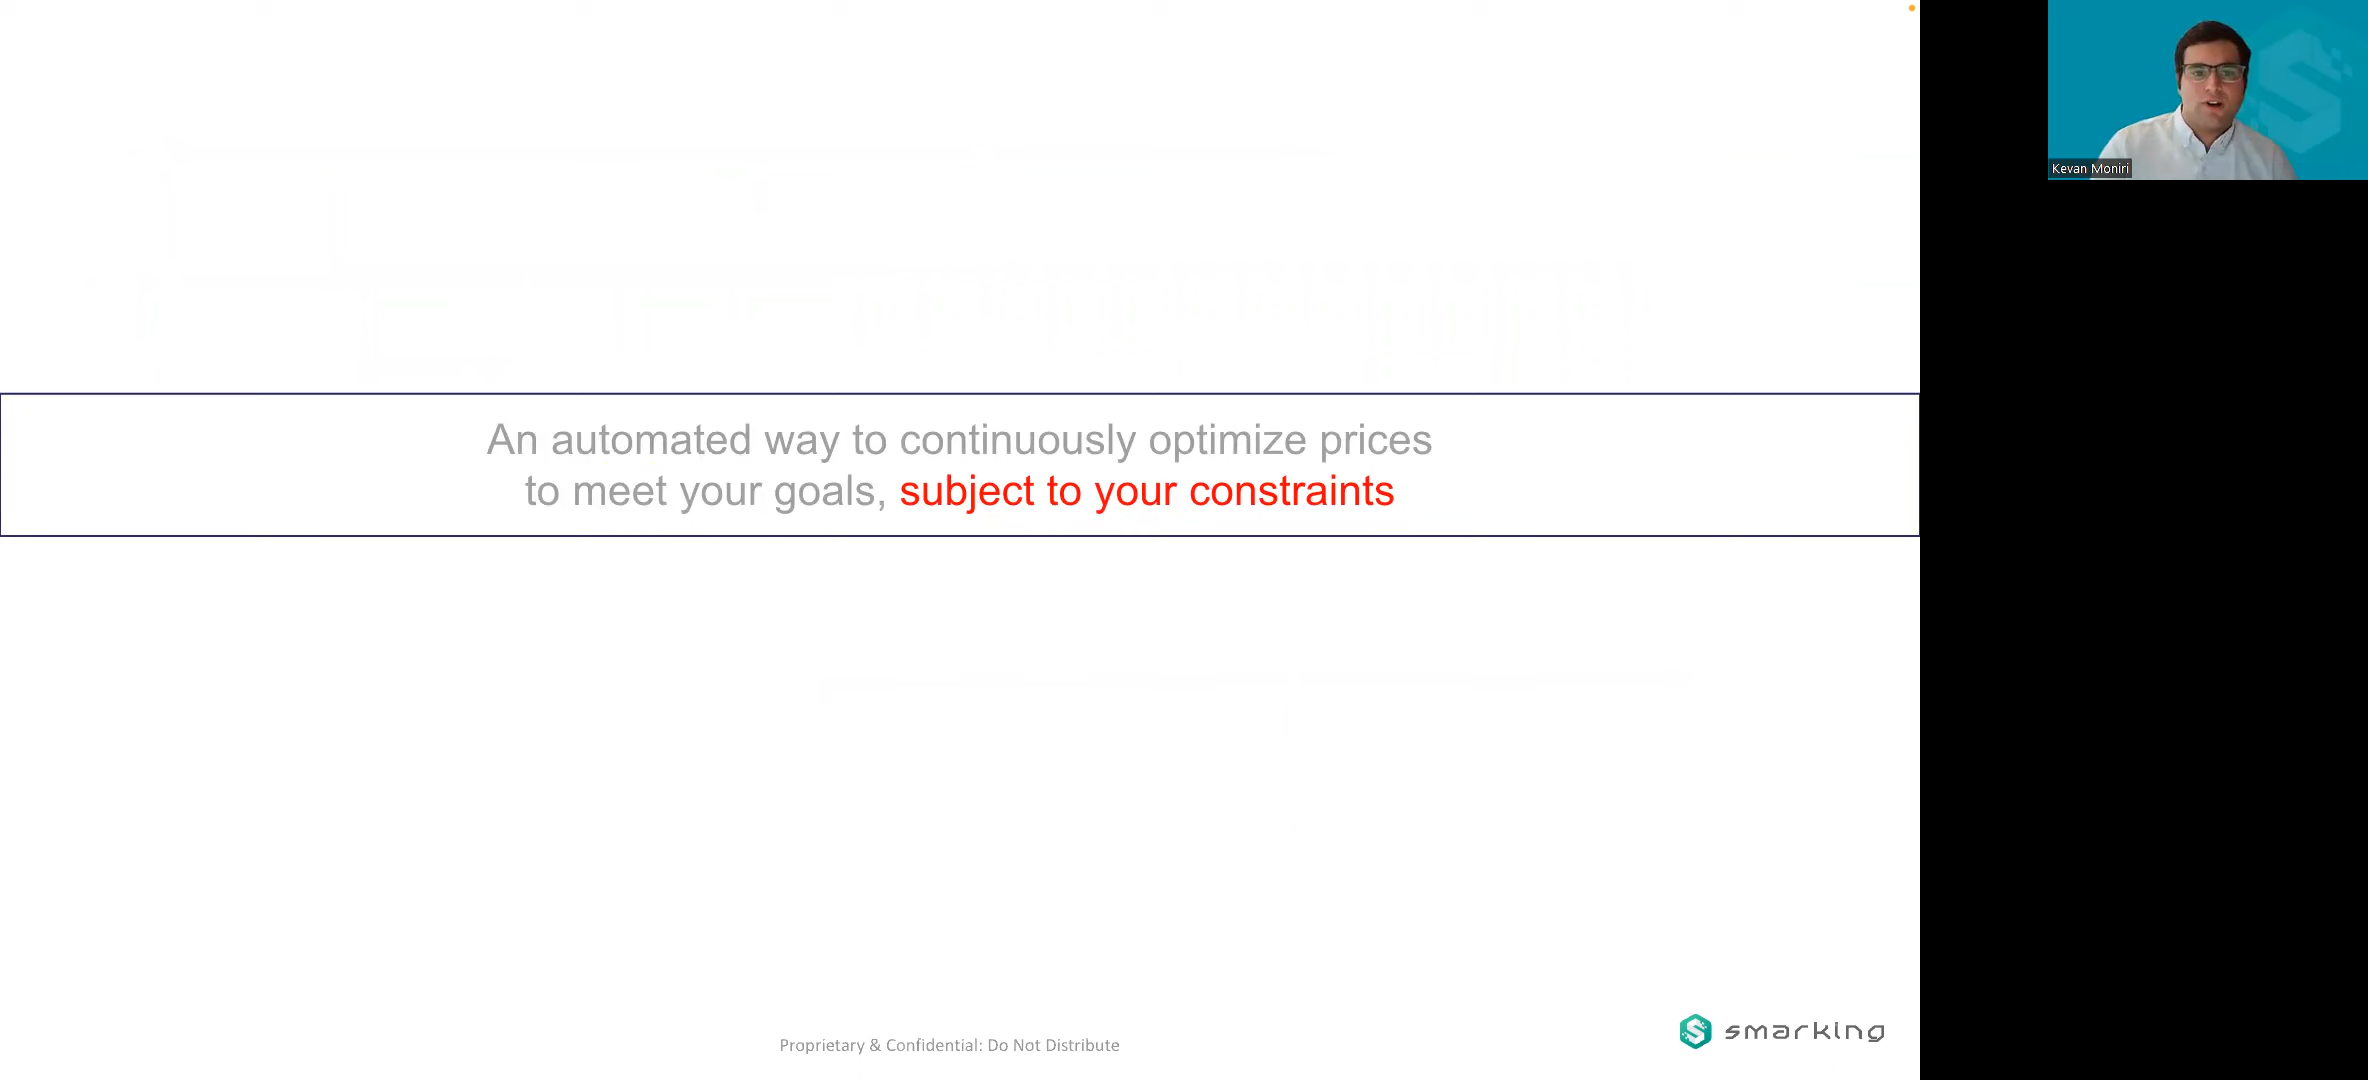 Kevan Moniri
An automated way to continuously optimize prices
to meet your goals, subject to your constraints
Proprietary & Confidential: Do Not Distribute
smarking